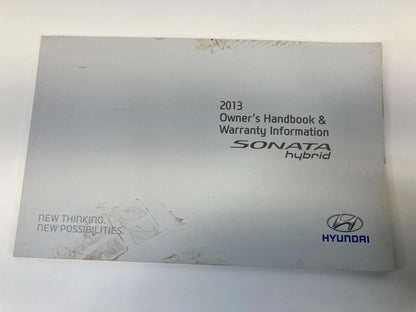 2013
Owner's Handbook &
Warranty Information
SONATA
hybrid
NEW THINKING.
NEW POSSIBILITIES.
HYUNDAI